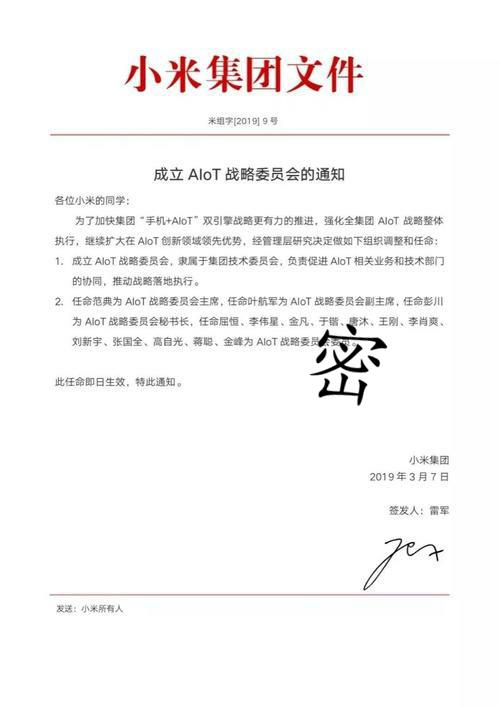 小米集团文件
米组字[2019] 9 号
成立 AIoT 战略委员会的通知
各位小米的同学：
为了加快集团“手机+AIoT”双引擎战略更有力的推进，强化全集团 AIoT 战略整体
执行，继续扩大在 AIoT 创新领域领先优势，经管理层研究决定做如下组织调整和任命：
1. 成立 AIoT 战略委员会，隶属于集团技术委员会，负责促进 AIoT 相关业务和技术部门
的协同，推动战略落地执行。
2. 任命范典为 AIoT 战略委员会主席，任命叶航军为 AIoT 战略委员会副主席，任命彭川
为 AIoT 战略委员会秘书长，任命屈恒、李伟星、金凡、于锴、唐沐、王刚、李肖爽、
刘新宇、张国全、高自光、蒋聪、金峰为 AIoT 战略委员会委员。
密
此任命即日生效，特此通知。
小米集团
2019 年 3 月 7 日
签发人：雷军
发送：小米所有人